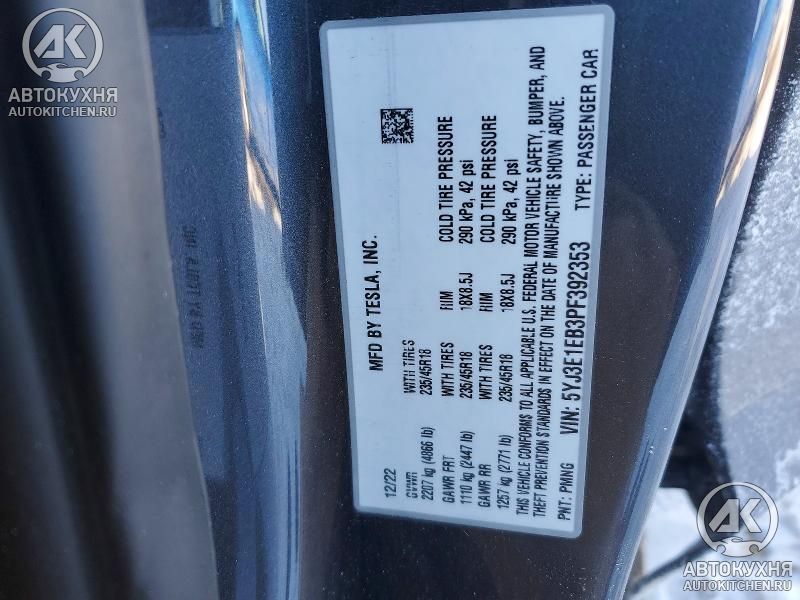 АК
АВТОКУХНЯ
AUTOKITCHEN.RU
MFD BY TESLA, INC.
12/22
GVWR WITH TIRES
2207 kg (4866 lb) 235/45R18
GAWR FRT WITH TIRES RIM COLD TIRE PRESSURE
1110 kg (2447 lb) 235/45R18 18X8.5J 290 kPa, 42 psi
GAWR RR WITH TIRES RIM COLD TIRE PRESSURE
1257 kg (2771 lb) 235/45R18 18X8.5J 290 kPa, 42 psi
THIS VEHICLE CONFORMS TO ALL APPLICABLE U.S. FEDERAL MOTOR VEHICLE SAFETY, BUMPER, AND
THEFT PREVENTION STANDARDS IN EFFECT ON THE DATE OF MANUFACTURE SHOWN ABOVE.
PNT: PMNG VIN: 5YJ3E1EB3PF392353 TYPE: PASSENGER CAR
АК
АВТОКУХНЯ
AUTOKITCHEN.RU